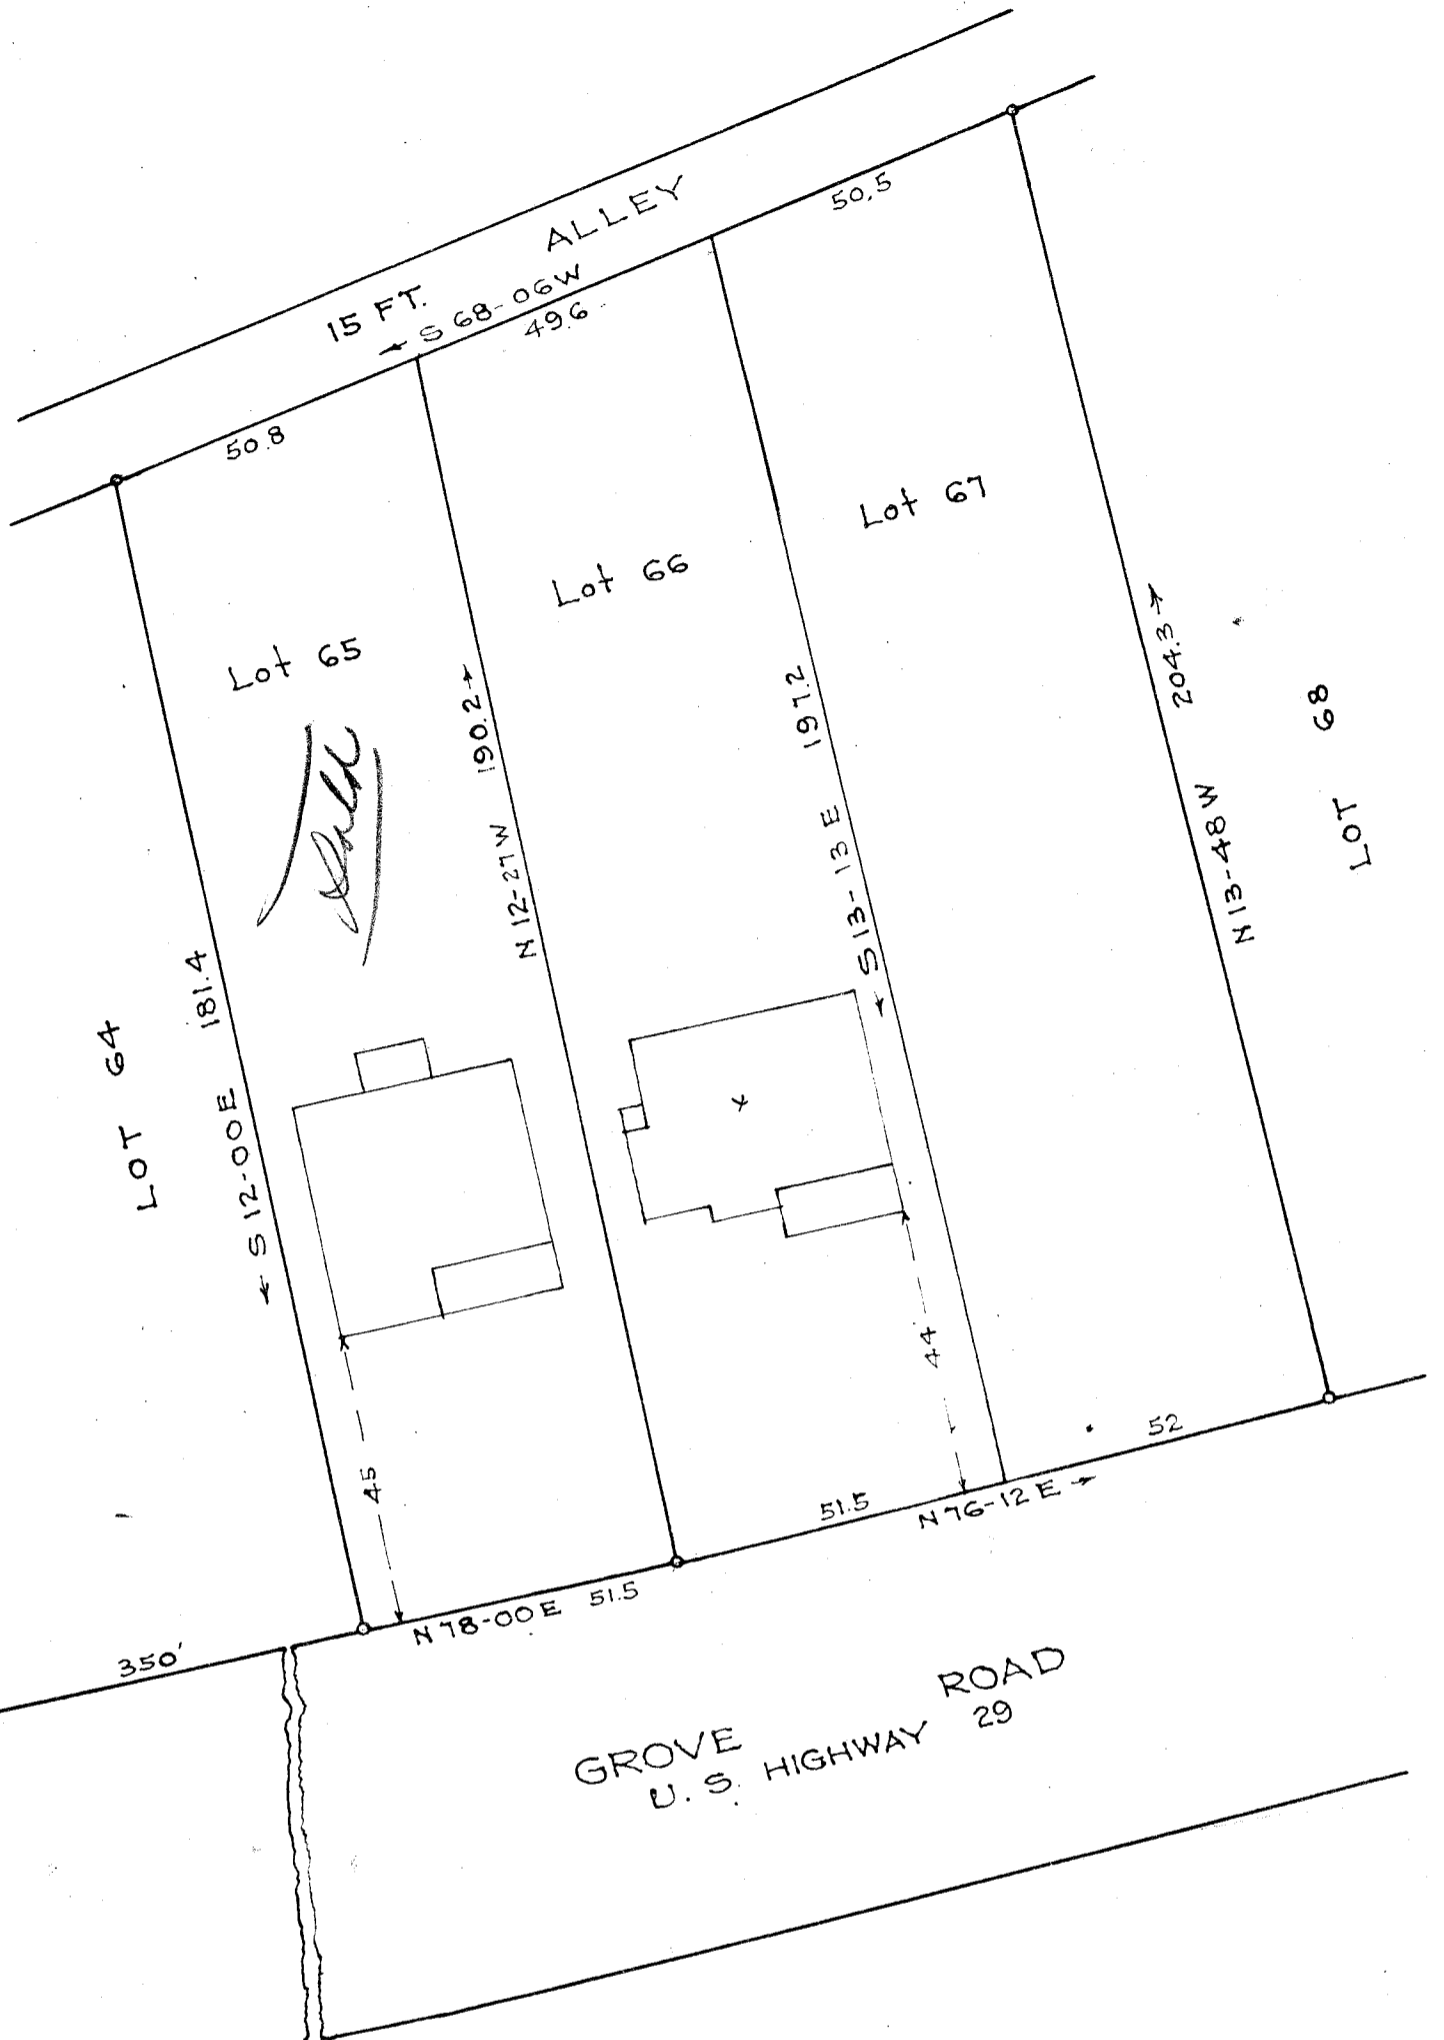 15 FT. ALLEY
← S 68-06 W
50.8
49.6
50.5
Lot 65
Lot 66
Lot 67
LOT 64
LOT 68
← S 12-00 E 181.4
N 12-27 W 190.2 →
← S 13-13 E 197.2
N 13-48 W 204.3 →
Sold
x
45
44
350'
N 78-00 E 51.5
51.5
N 76-12 E →
52
GROVE ROAD
U. S. HIGHWAY 29